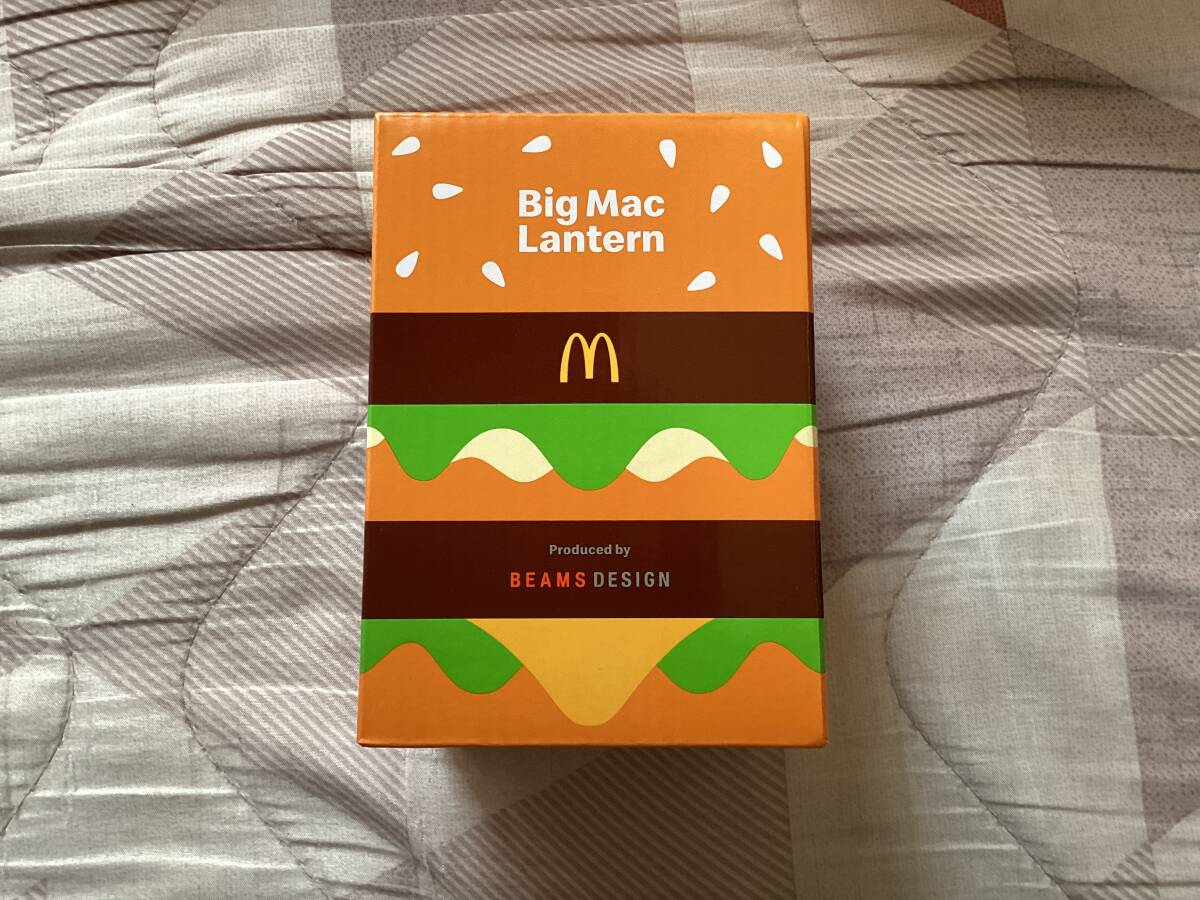 Big Mac
Lantern
Produced by
BEAMS DESIGN